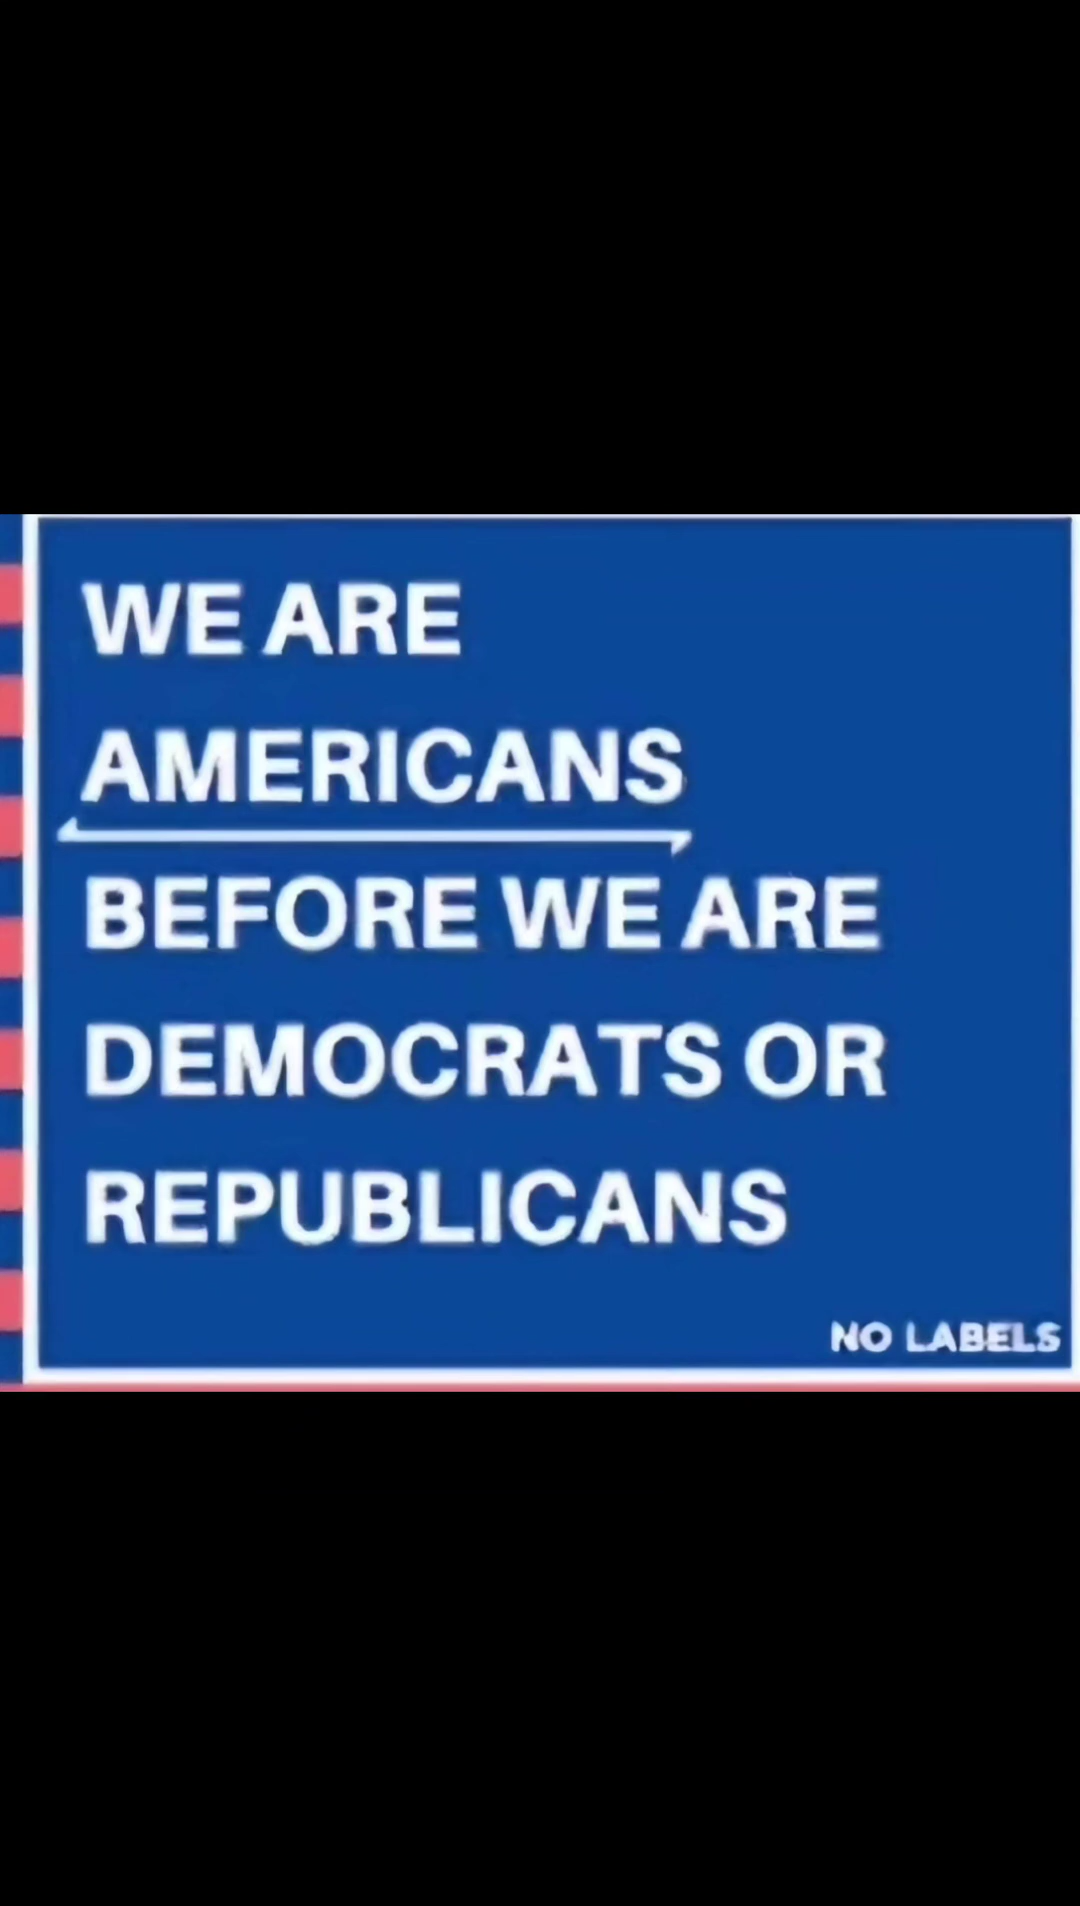 WE ARE
AMERICANS
BEFORE WE ARE
DEMOCRATS OR
REPUBLICANS
NO LABELS